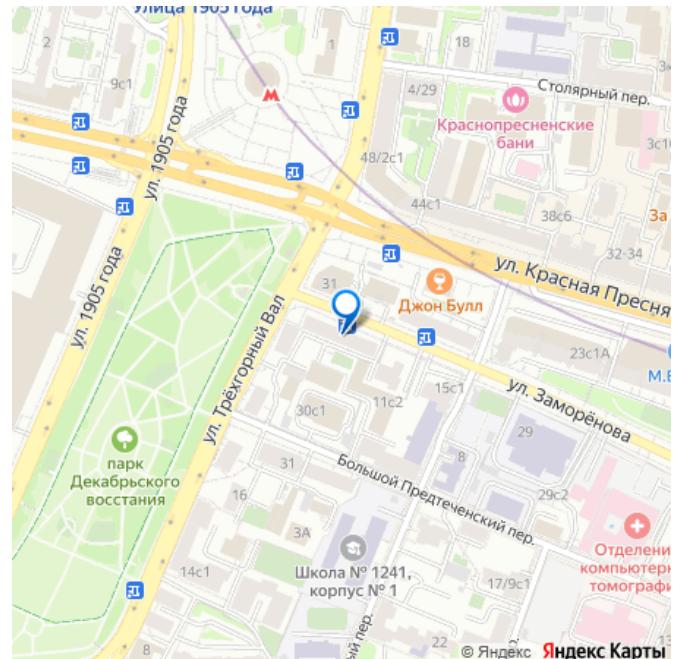 Улица 1905 года
2
9с1
1
18
4/29
Столярный пер.
Краснопресненские
бани
48/2с1
44с1
38с6
32-34
За
ул. 1905 года
ул. Красная Пресня
31
Джон Булл
ул. 1905 года
ул. Трёхгорный Вал
23с1А
М.В
ул. Заморёнова
15с1
11с2
30с1
29
8
31
Большой Предтеченский пер.
парк
Декабрьского
восстания
16
3А
29с2
Отделени
компьютерн
томографи
Школа № 1241,
корпус № 1
14с1
17/9с1
8
22
ый пер.
© Яндекс Яндекс Карты